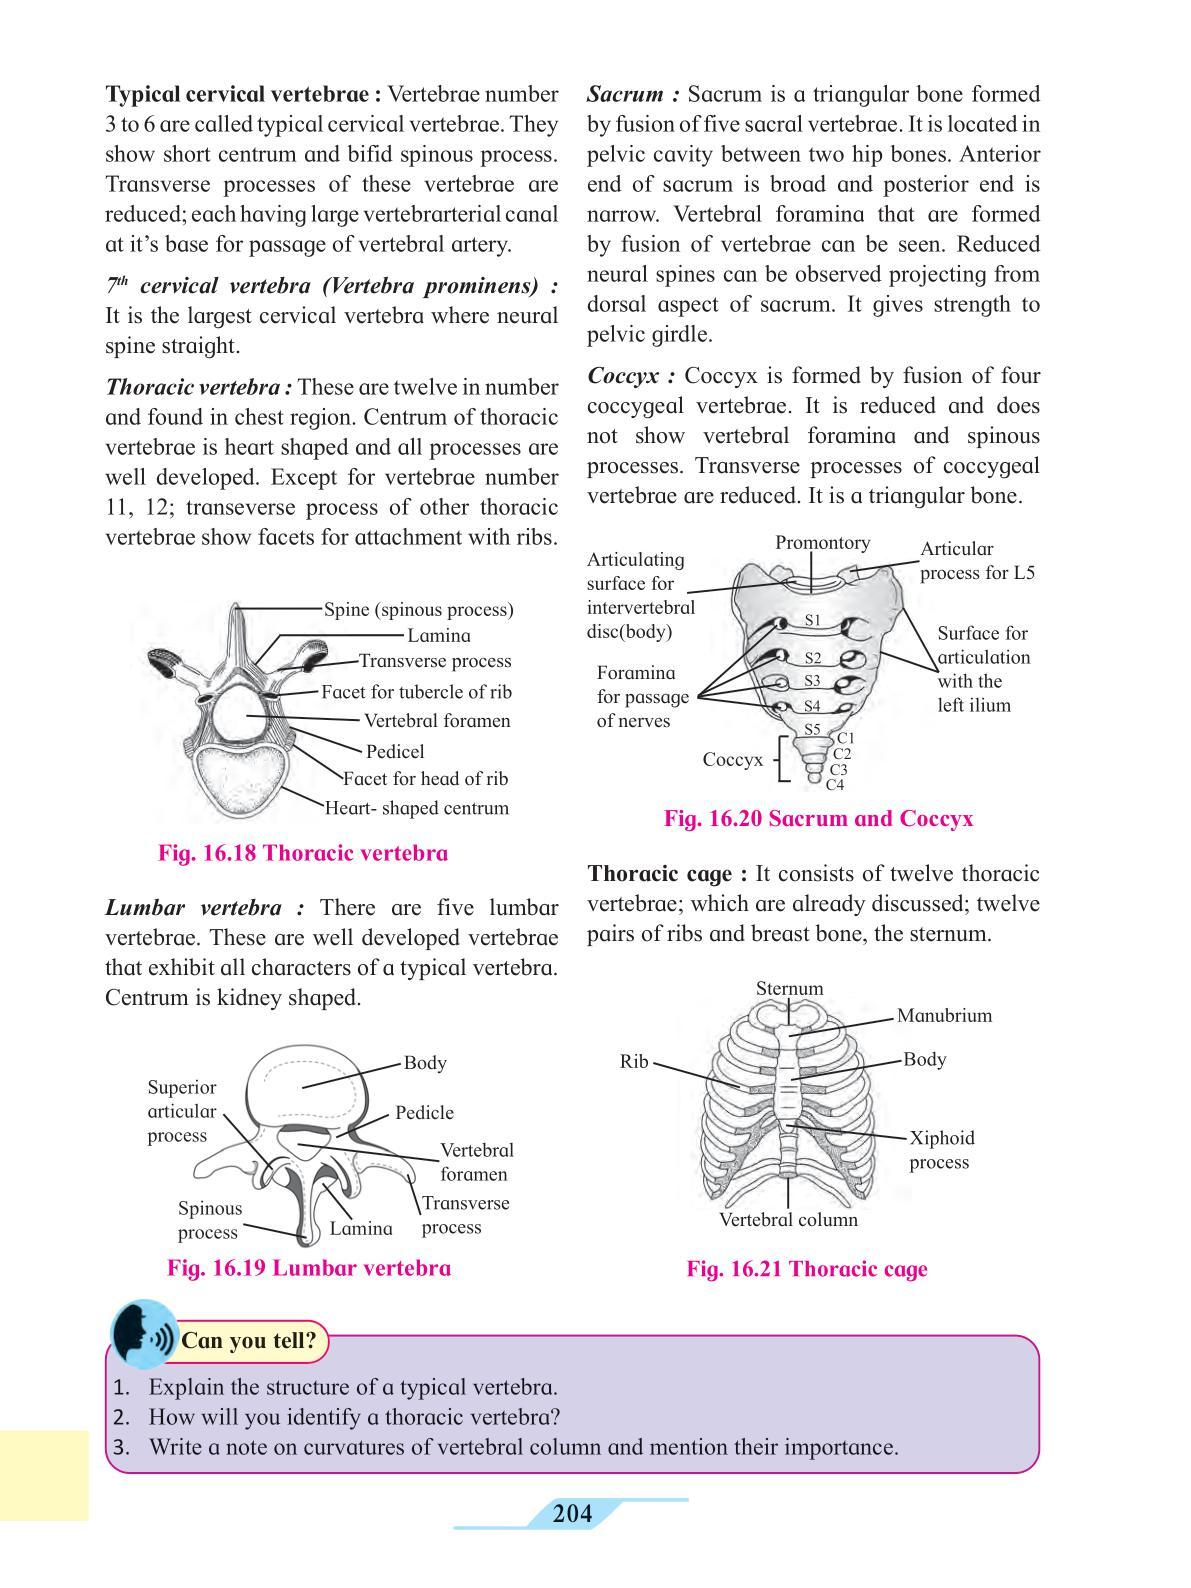 Typical cervical vertebrae : Vertebrae number
3 to 6 are called typical cervical vertebrae. They
show short centrum and bifid spinous process.
Transverse processes of these vertebrae are
reduced; each having large vertebrarterial canal
at it's base for passage of vertebral artery.
7th cervical vertebra (Vertebra prominens) :
It is the largest cervical vertebra where neural
spine straight.
Thoracic vertebra : These are twelve in number
and found in chest region. Centrum of thoracic
vertebrae is heart shaped and all processes are
well developed. Except for vertebrae number
11, 12; transeverse process of other thoracic
vertebrae show facets for attachment with ribs.
Spine (spinous process)
Lamina
Transverse process
Facet for tubercle of rib
Vertebral foramen
Pedicel
Facet for head of rib
Heart- shaped centrum
Fig. 16.18 Thoracic vertebra
Lumbar vertebra : There are five lumbar
vertebrae. These are well developed vertebrae
that exhibit all characters of a typical vertebra.
Centrum is kidney shaped.
Body
Superior
articular
process
Pedicle
Vertebral
foramen
Spinous
process
Lamina
Transverse
process
Fig. 16.19 Lumbar vertebra
Sacrum : Sacrum is a triangular bone formed
by fusion of five sacral vertebrae. It is located in
pelvic cavity between two hip bones. Anterior
end of sacrum is broad and posterior end is
narrow. Vertebral foramina that are formed
by fusion of vertebrae can be seen. Reduced
neural spines can be observed projecting from
dorsal aspect of sacrum. It gives strength to
pelvic girdle.
Coccyx : Coccyx is formed by fusion of four
coccygeal vertebrae. It is reduced and does
not show vertebral foramina and spinous
processes. Transverse processes of coccygeal
vertebrae are reduced. It is a triangular bone.
Promontory
Articulating
surface for
intervertebral
disc(body)
Articular
process for L5
S1
S2
S3
S4
S5
Surface for
articulation
with the
left ilium
Foramina
for passage
of nerves
Coccyx
C1
C2
C3
C4
Fig. 16.20 Sacrum and Coccyx
Thoracic cage : It consists of twelve thoracic
vertebrae; which are already discussed; twelve
pairs of ribs and breast bone, the sternum.
Sternum
Manubrium
Rib
Body
Xiphoid
process
Vertebral column
Fig. 16.21 Thoracic cage
Can you tell?
1. Explain the structure of a typical vertebra.
2. How will you identify a thoracic vertebra?
3. Write a note on curvatures of vertebral column and mention their importance.
204